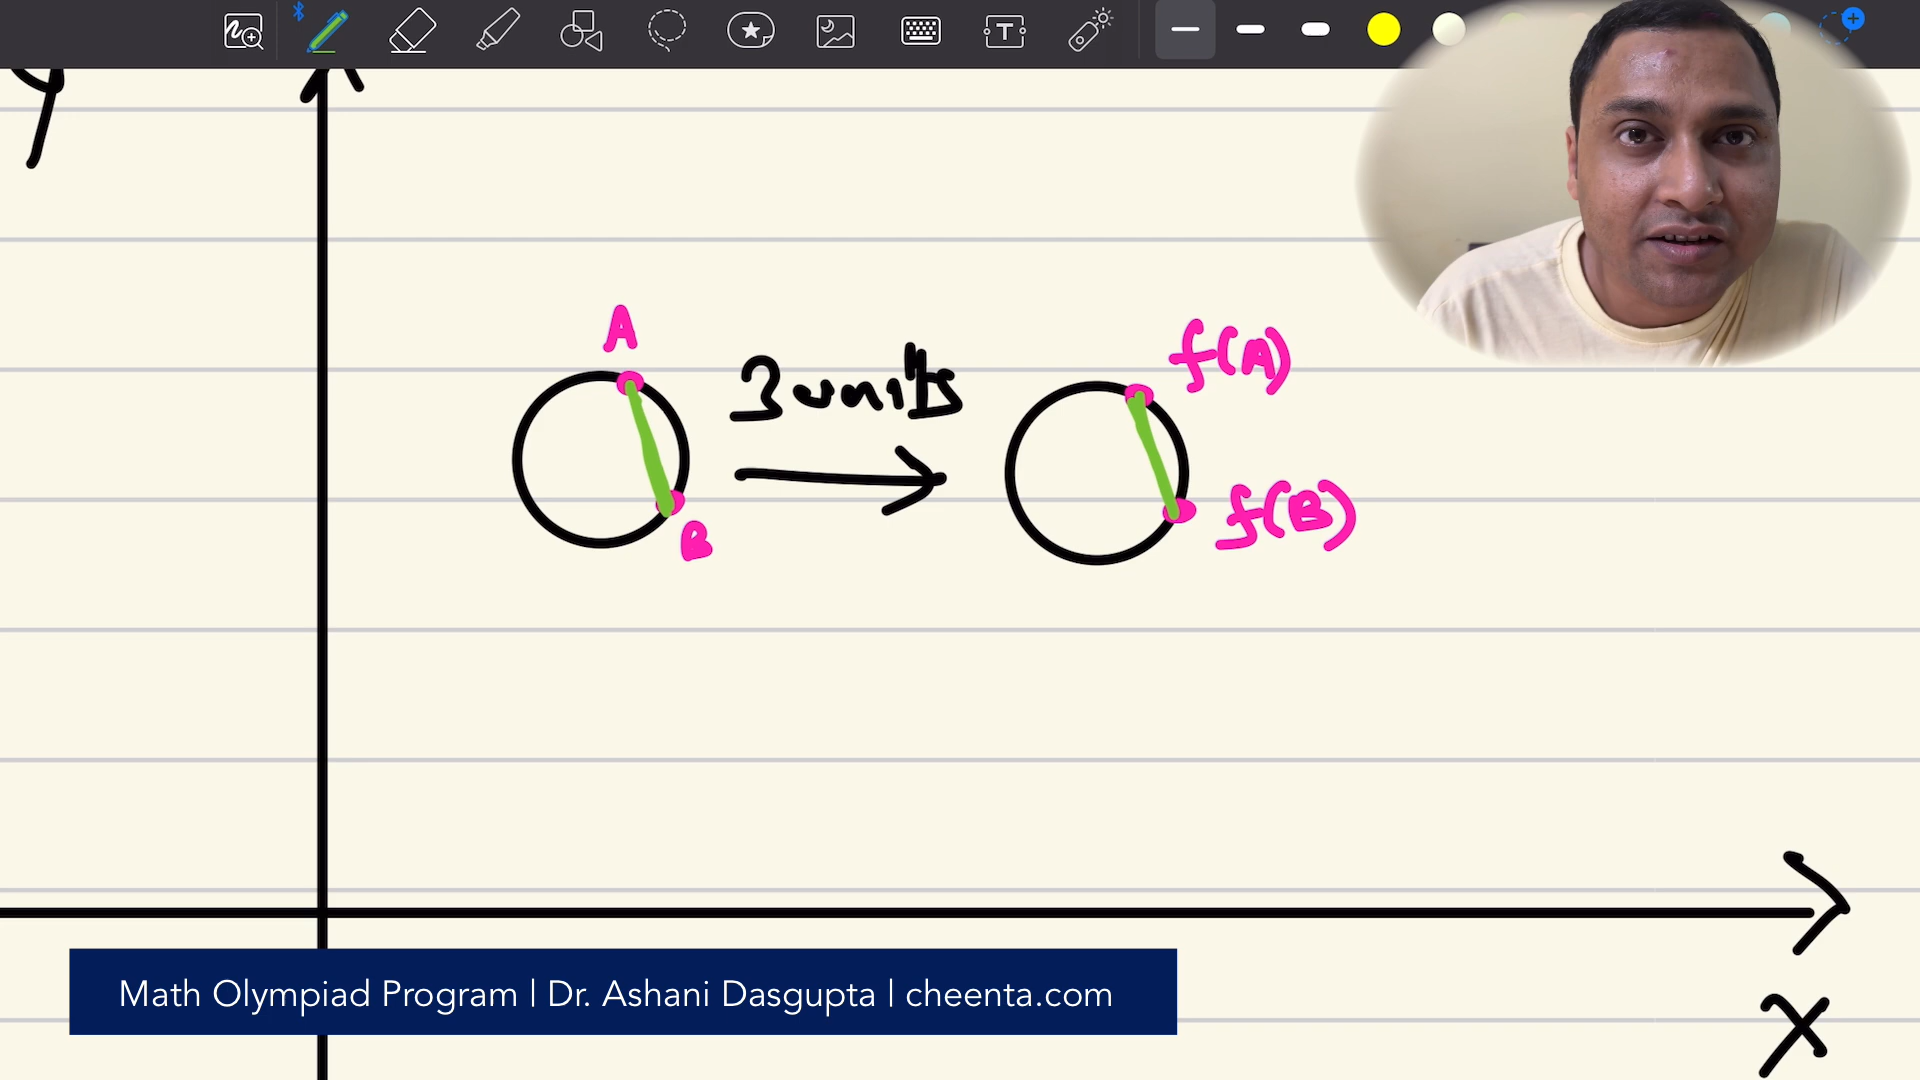 y
A
3 units
f(A)
B
f(B)
x
T
Math Olympiad Program | Dr. Ashani Dasgupta | cheenta.com